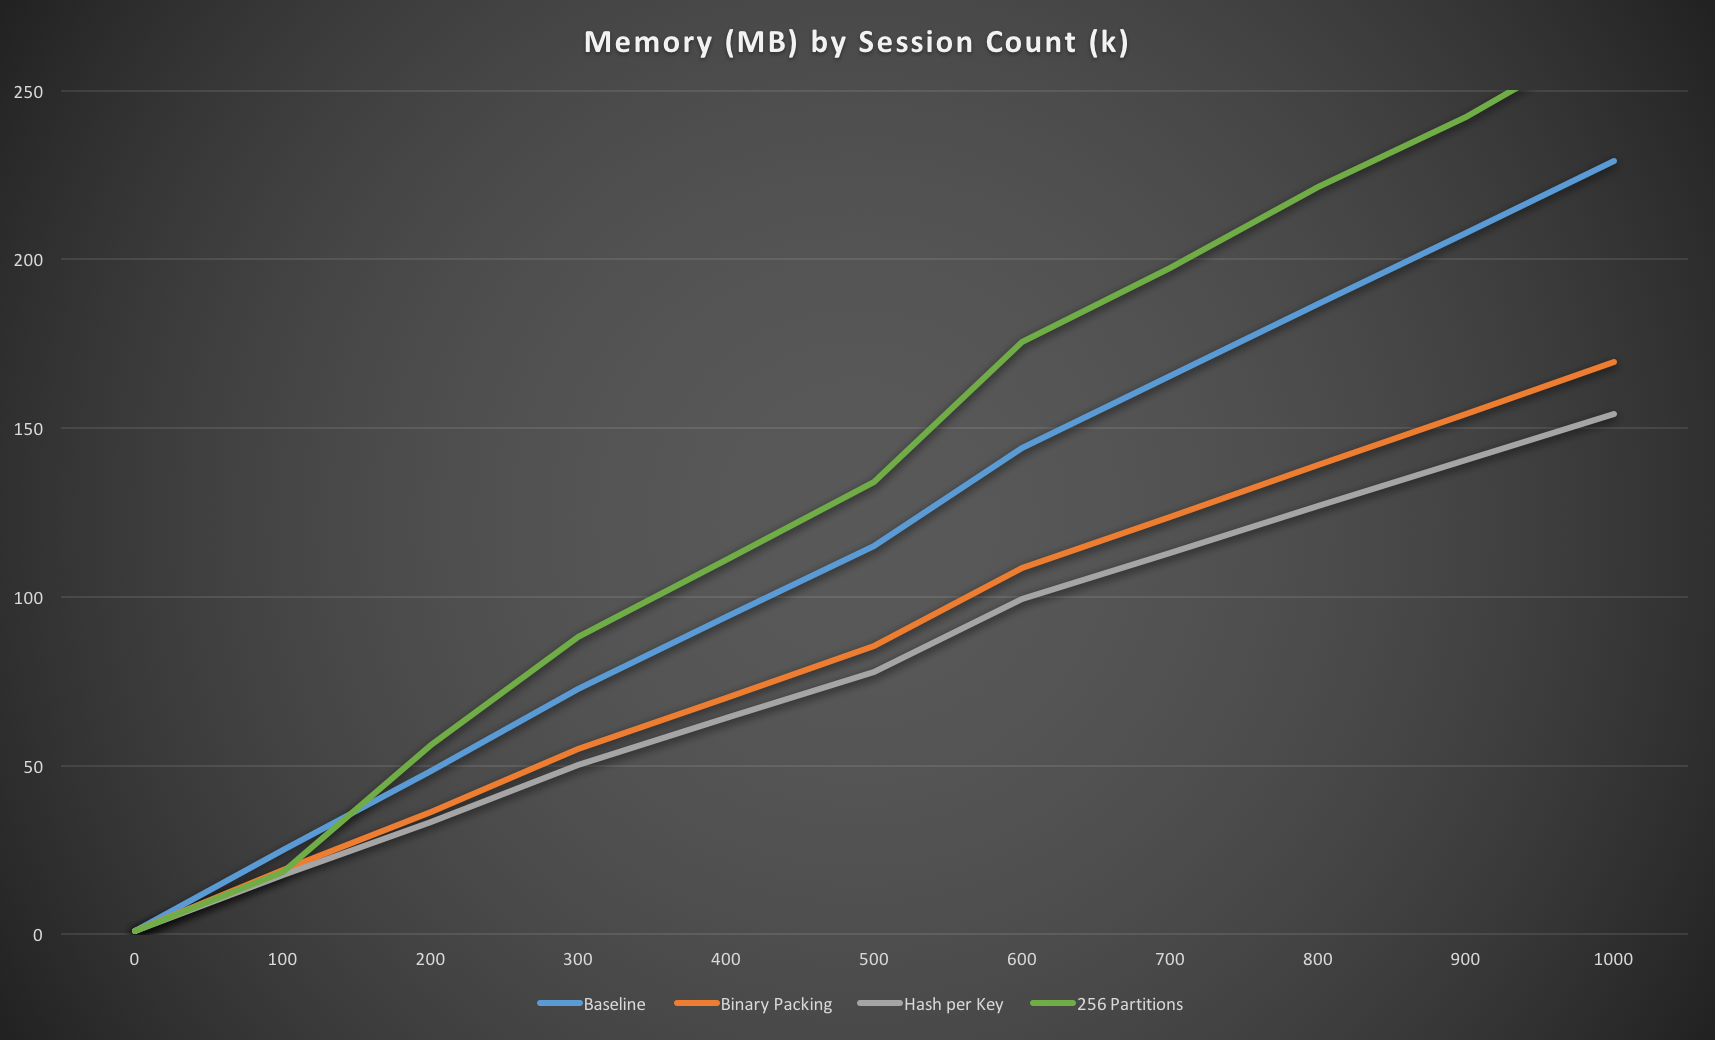 Memory (MB) by Session Count (k)
250
200
150
100
50
0
0 100 200 300 400 500 600 700 800 900 1000
Baseline Binary Packing Hash per Key 256 Partitions